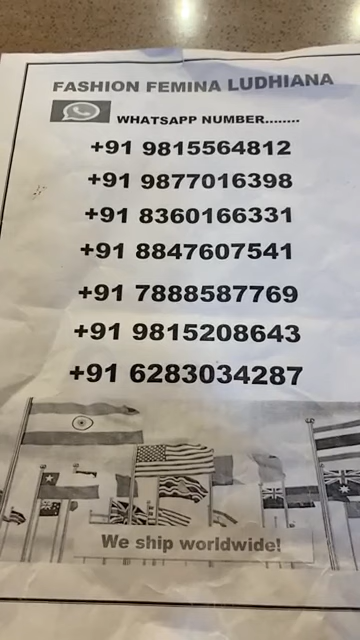 FASHION FEMINA LUDHIANA
WHATSAPP NUMBER........
+91 9815564812
+91 9877016398
+91 8360166331
+91 8847607541
+91 7888587769
+91 9815208643
+91 6283034287
We ship worldwide!